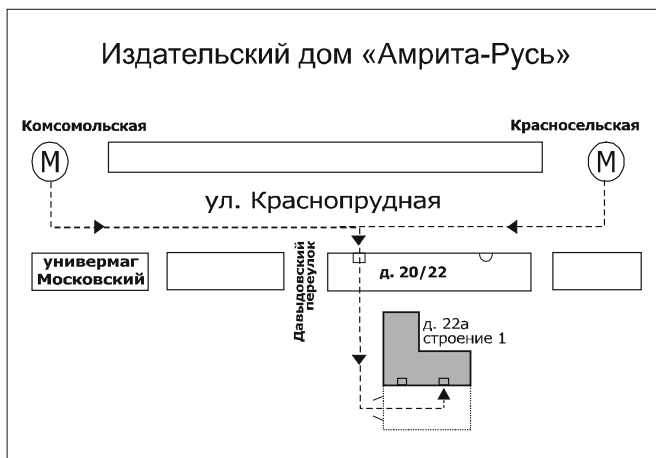 Издательский дом «Амрита-Русь»
Комсомольская
Красносельская
М
М
ул. Краснопрудная
универмаг
Московский
Давыдовский
переулок
д. 20/22
д. 22а
строение 1